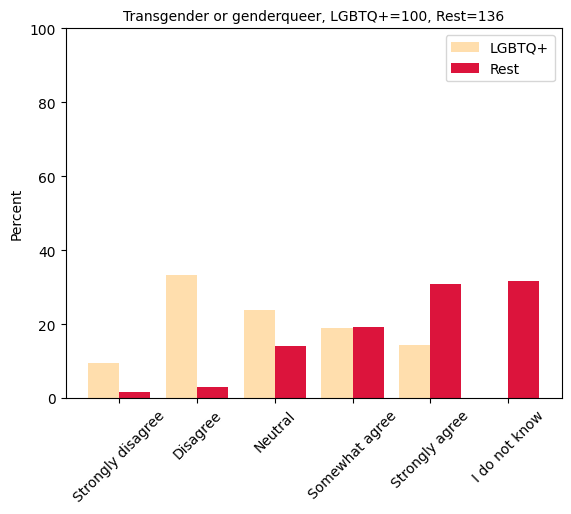 Transgender or genderqueer, LGBTQ+=100, Rest=136
100
80
60
40
20
0
Percent
LGBTQ+
Rest
Strongly disagree
Disagree
Neutral
Somewhat agree
Strongly agree
I do not know